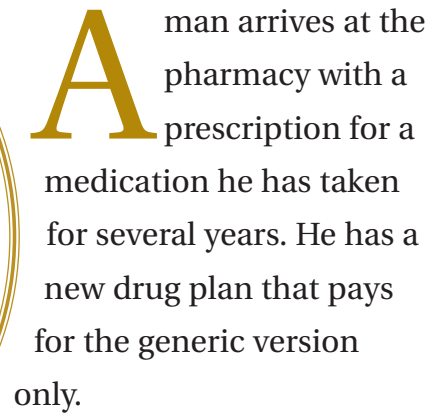 A man arrives at the
pharmacy with a
prescription for a
medication he has taken
for several years. He has a
new drug plan that pays
for the generic version
only.